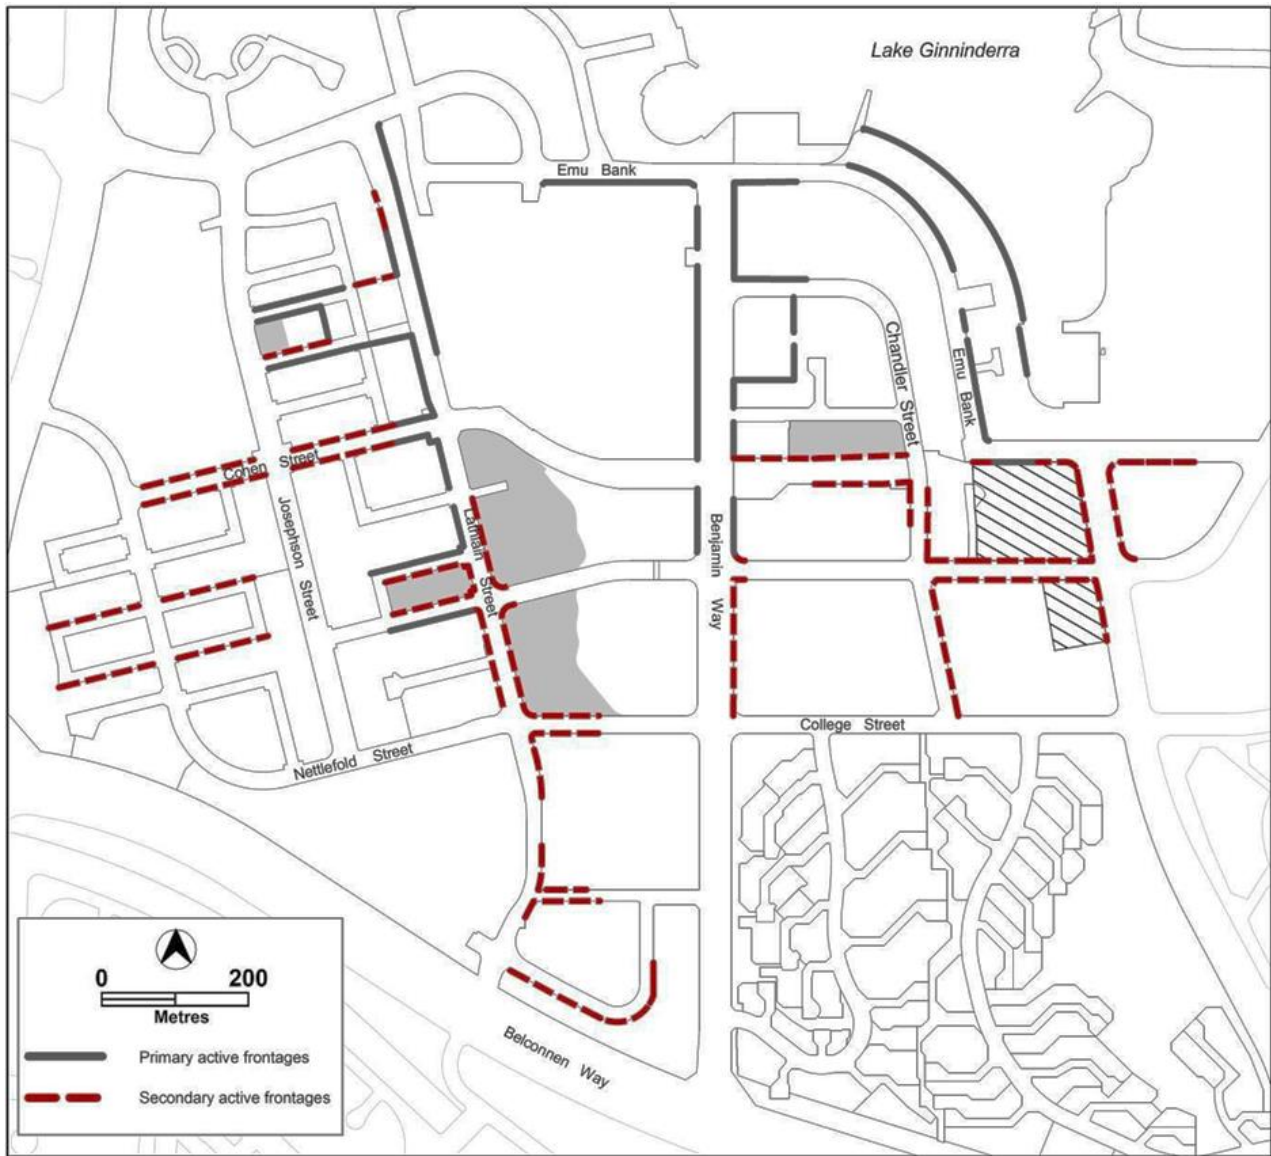 Lake Ginninderra
Emu Bank
Chandler Street
Emu Bank
Cohen Street
Josephson Street
Lathlain Street
Benjamin Way
College Street
Nettlefold Street
Belconnen Way
0 200
Metres
Primary active frontages
Secondary active frontages